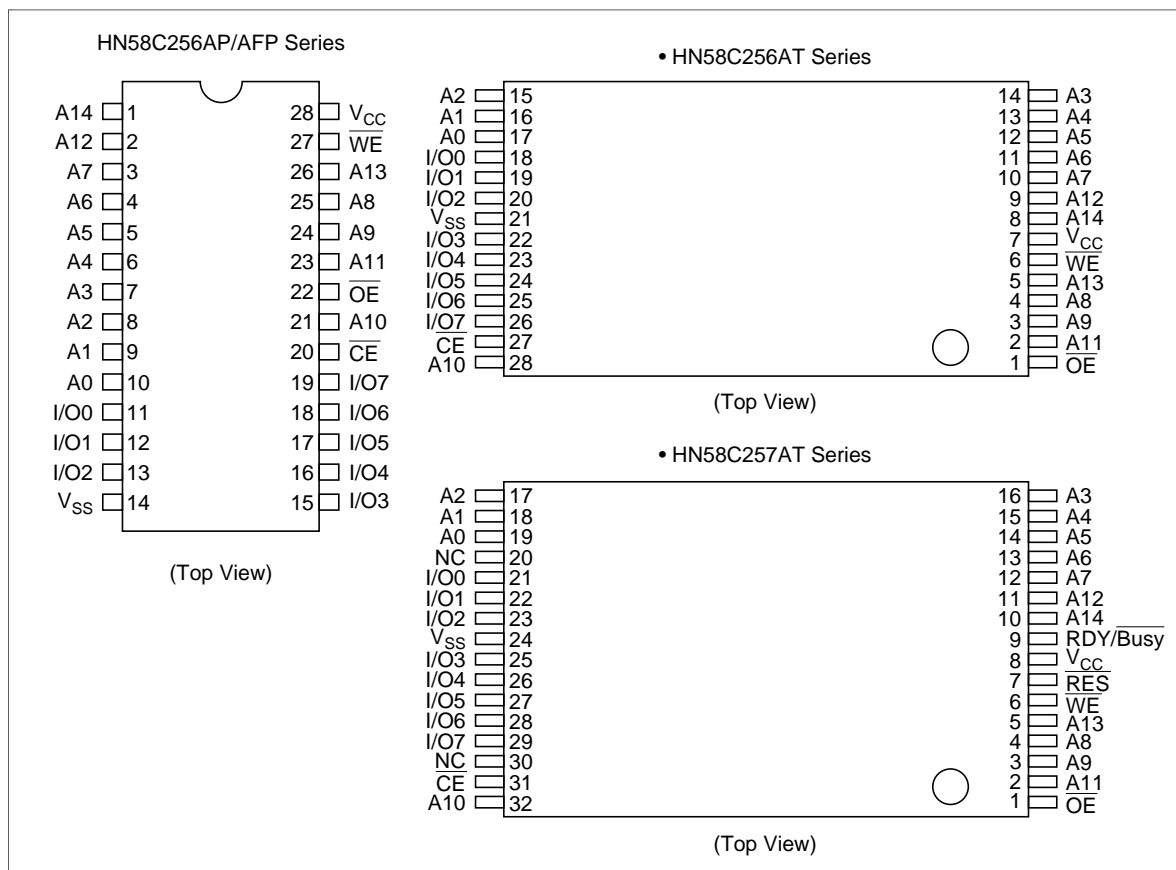 HN58C256AP/AFP Series
A14 1 28 VCC
A12 2 27 WE
A7 3 26 A13
A6 4 25 A8
A5 5 24 A9
A4 6 23 A11
A3 7 22 OE
A2 8 21 A10
A1 9 20 CE
A0 10 19 I/O7
I/O0 11 18 I/O6
I/O1 12 17 I/O5
I/O2 13 16 I/O4
VSS 14 15 I/O3
(Top View)
• HN58C256AT Series
A2 15 14 A3
A1 16 13 A4
A0 17 12 A5
I/O0 18 11 A6
I/O1 19 10 A7
I/O2 20 9 A12
VSS 21 8 A14
I/O3 22 7 VCC
I/O4 23 6 WE
I/O5 24 5 A13
I/O6 25 4 A8
I/O7 26 3 A9
CE 27 2 A11
A10 28 1 OE
(Top View)
• HN58C257AT Series
A2 17 16 A3
A1 18 15 A4
A0 19 14 A5
NC 20 13 A6
I/O0 21 12 A7
I/O1 22 11 A12
I/O2 23 10 A14
VSS 24 9 RDY/Busy
I/O3 25 8 VCC
I/O4 26 7 RES
I/O5 27 6 WE
I/O6 28 5 A13
I/O7 29 4 A8
NC 30 3 A9
CE 31 2 A11
A10 32 1 OE
(Top View)